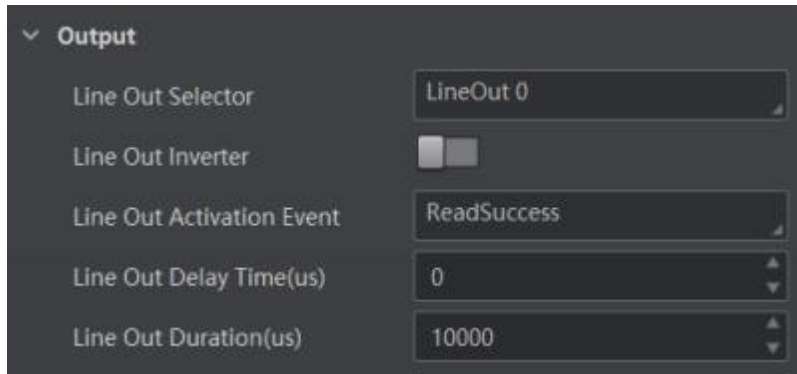 Output
Line Out Selector LineOut 0
Line Out Inverter
Line Out Activation Event ReadSuccess
Line Out Delay Time(us) 0
Line Out Duration(us) 10000